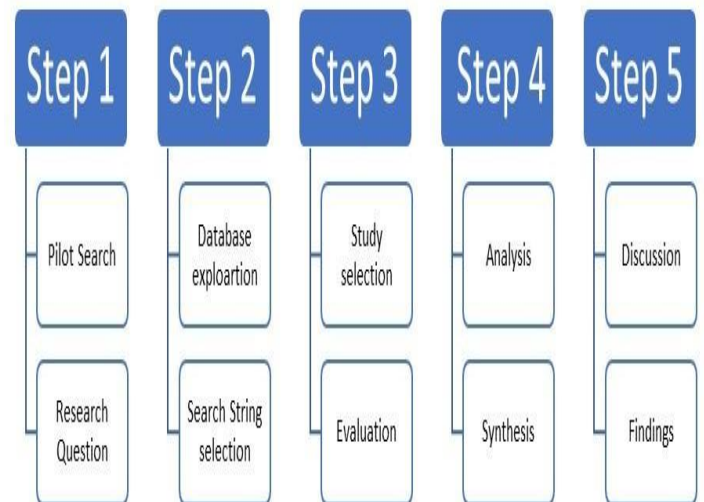 Step 1
Step 2
Step 3
Step 4
Step 5
Pilot Search
Database
exploartion
Study
selection
Analysis
Discussion
Research
Question
Search String
selection
Evaluation
Synthesis
Findings